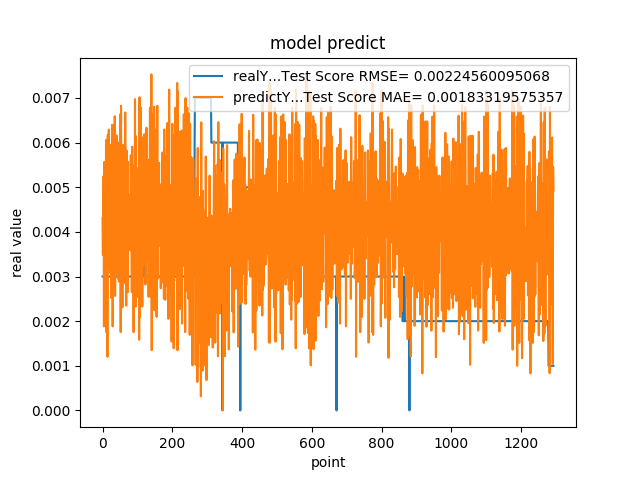 model predict
realY...Test Score RMSE= 0.00224560095068
predictY...Test Score MAE= 0.00183319575357
0.007
0.006
0.005
0.004
0.003
0.002
0.001
0.000
real value
0 200 400 600 800 1000 1200
point